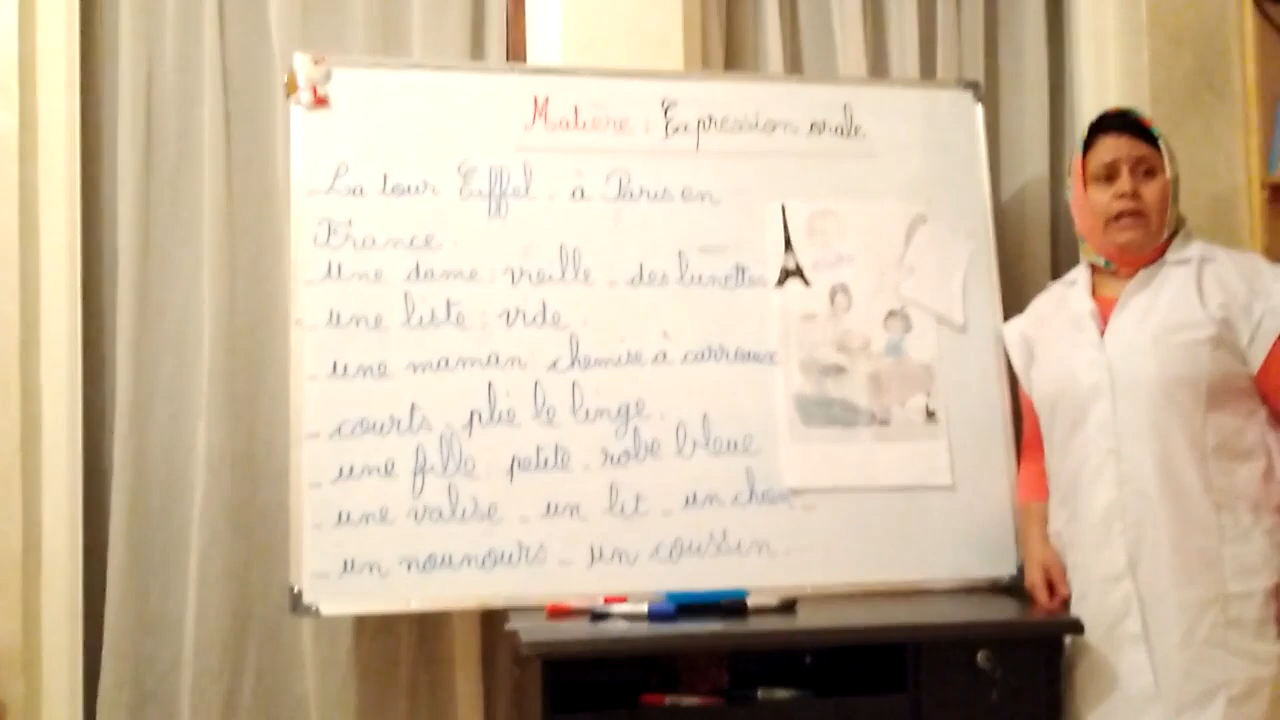 Matière : Expression orale
- La tour Eiffel - à Paris en
France.
- une dame vieille - des lunettes
- une liste : vide.
- une maman chemise à carreaux
- courts plie le linge.
- une fille petite - robe bleue
- une valise - un lit - un
- un nounours - un coussin.